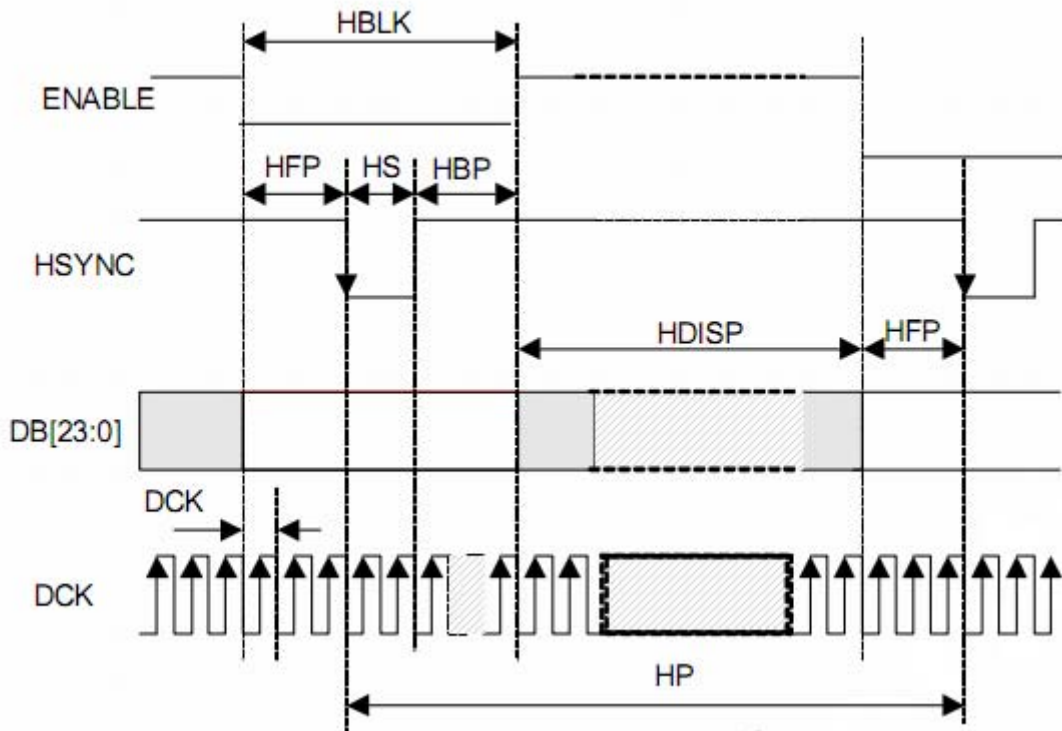 HBLK
ENABLE
HFP HS HBP
HSYNC
HDISP HFP
DB[23:0]
DCK
DCK
HP